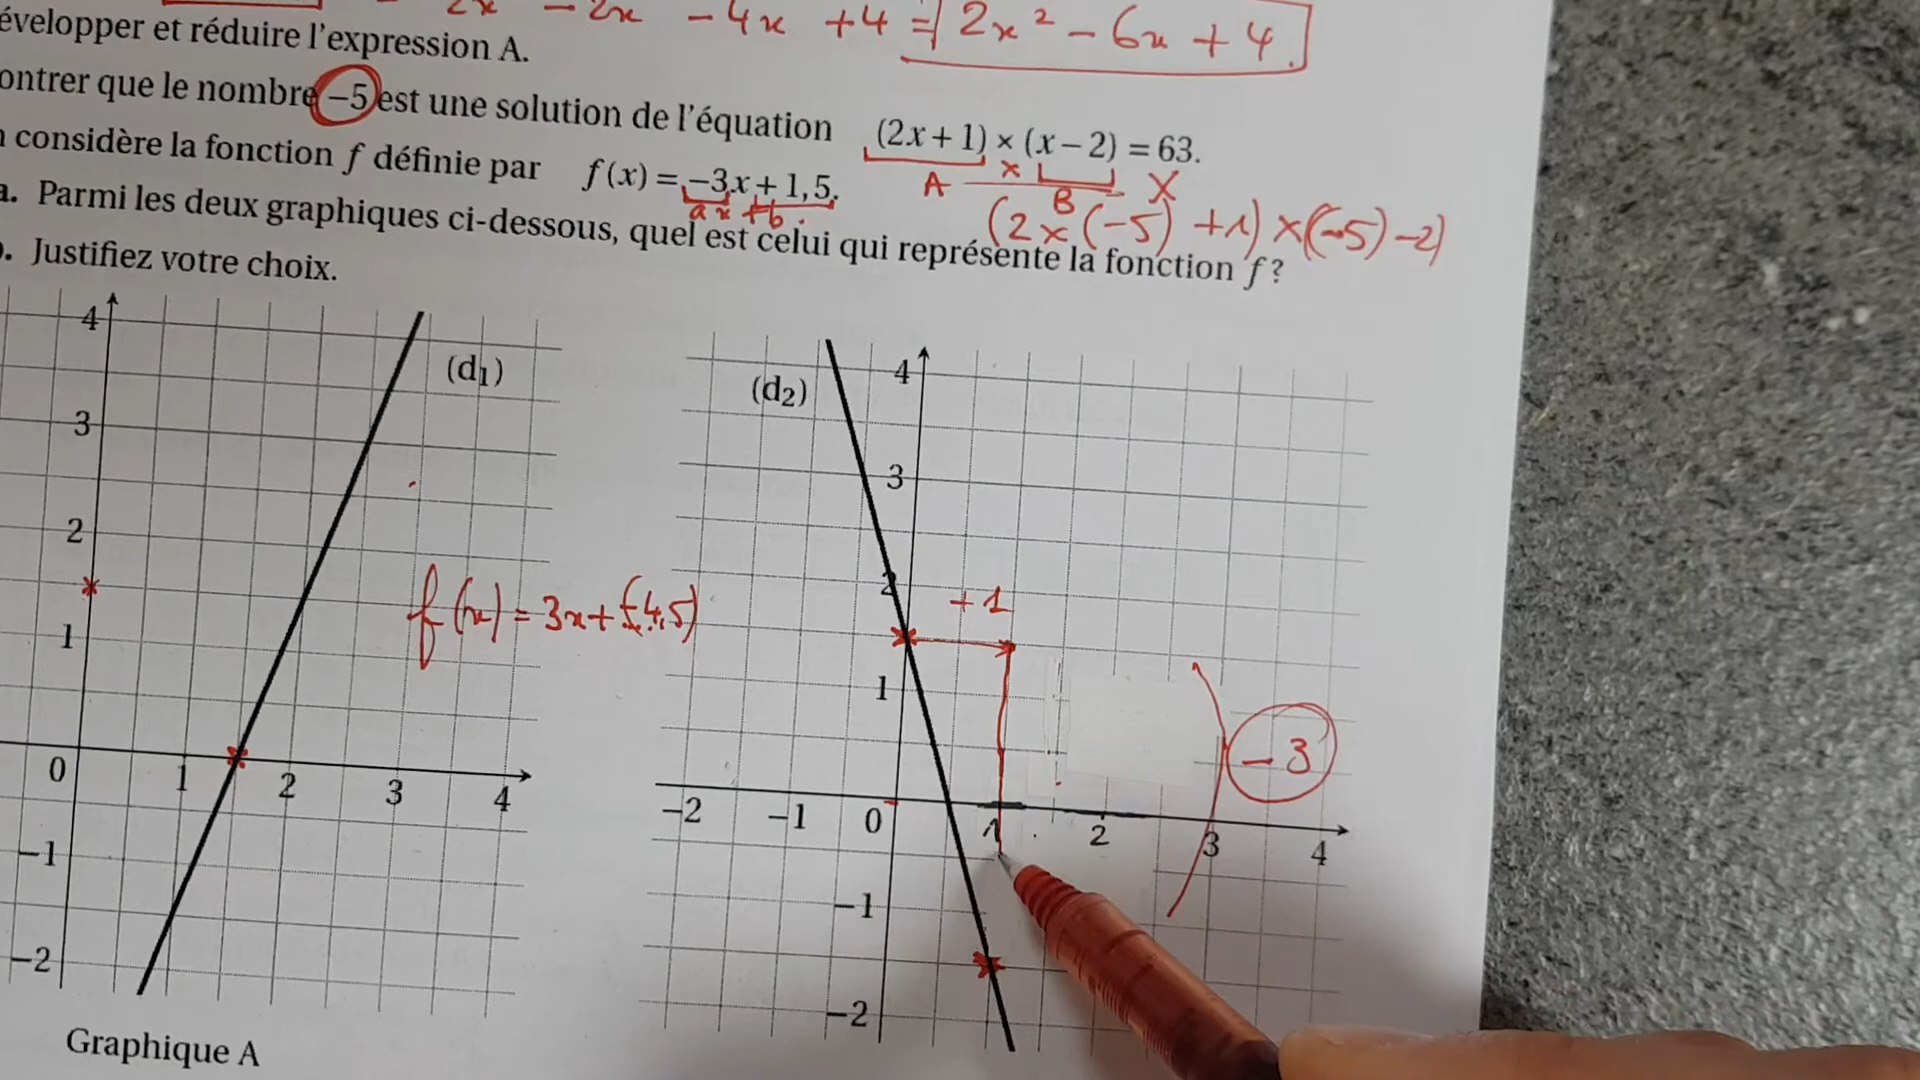 - 2x - 2x - 4x + 4 = 2x² - 6x + 4.
évelopper et réduire l'expression A.
ontrer que le nombre -5 est une solution de l'équation (2x+1) × (x-2) = 63.
n considère la fonction f définie par f(x) = -3x + 1,5.
A × B
ax + b.
X
(2 × (-5) + 1) × ((-5) - 2)
a. Parmi les deux graphiques ci-dessous, quel est celui qui représente la fonction f ?
. Justifiez votre choix.
4
3
2
1
0
1
2
3
4
-1
-2
(d1)
f(x) = 3x + (-4,5)
Graphique A
(d2)
4
3
2
1
+1
-3
-2
-1
0
1
2
3
4
-1
-2